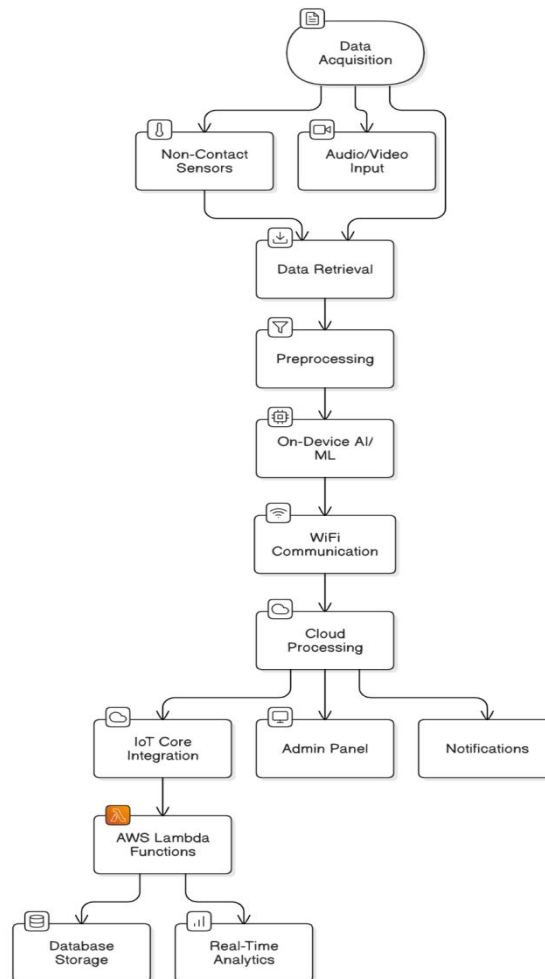 Data
Acquisition
Non-Contact
Sensors
Audio/Video
Input
Data Retrieval
Preprocessing
On-Device AI/
ML
WiFi
Communication
Cloud
Processing
IoT Core
Integration
Admin Panel
Notifications
AWS Lambda
Functions
Database
Storage
Real-Time
Analytics